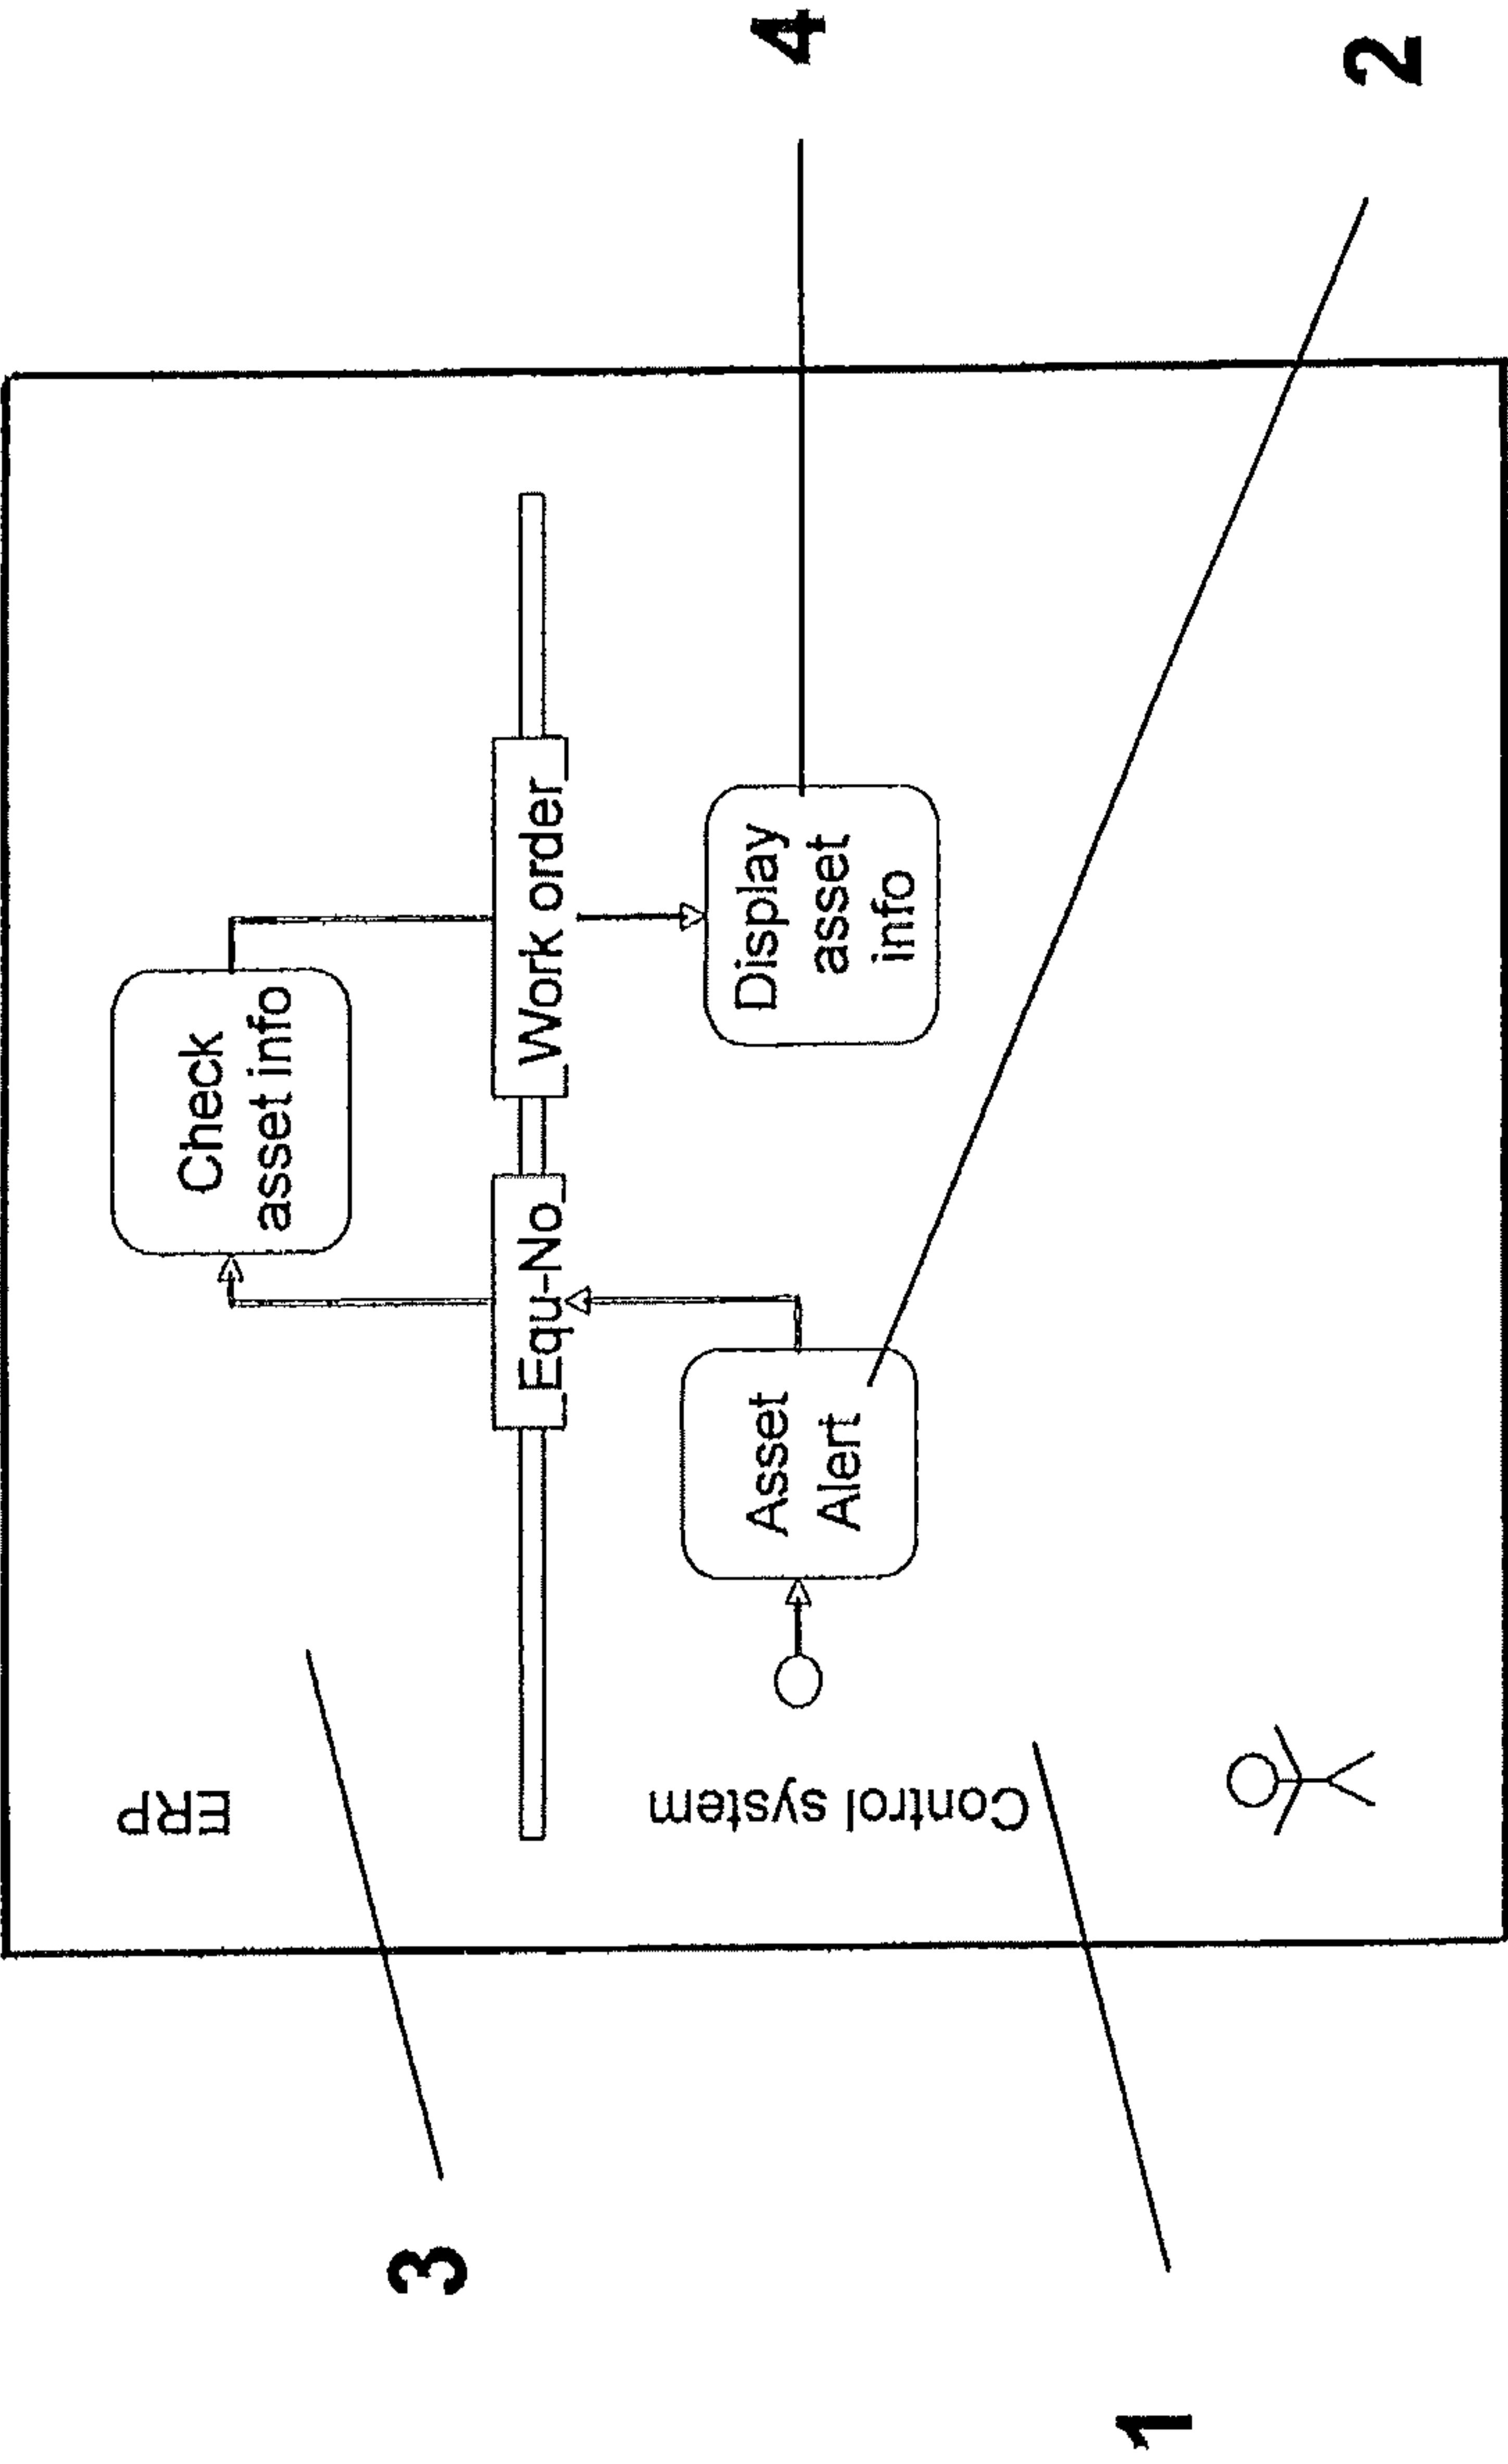 ERP
Check
asset info
Equ-No
Work order
Control system
Asset
Alert
Display
asset
info
1
2
3
4